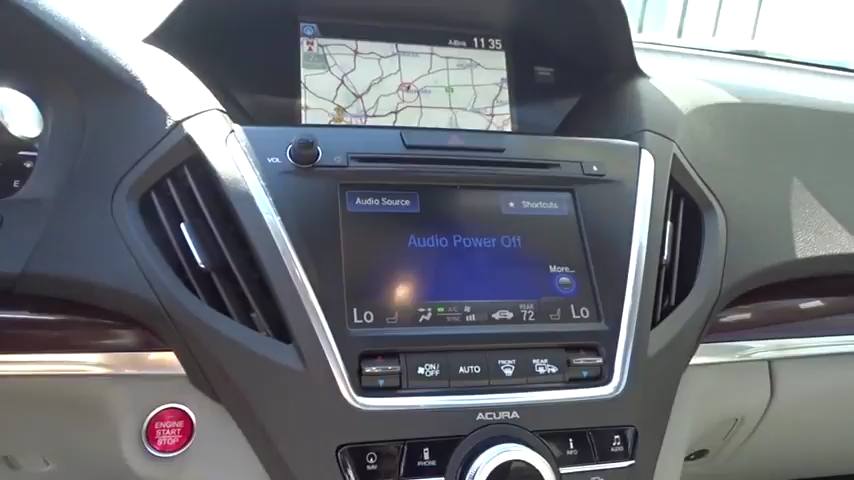 11:35
VOL
Audio Source
Shortcuts
Audio Power Off
More...
Lo
A/C
SYNC
REAR
72
Lo
ON
OFF
AUTO
FRONT
REAR
ACURA
ENGINE
START
STOP
NAV
PHONE
INFO
AUDIO
E